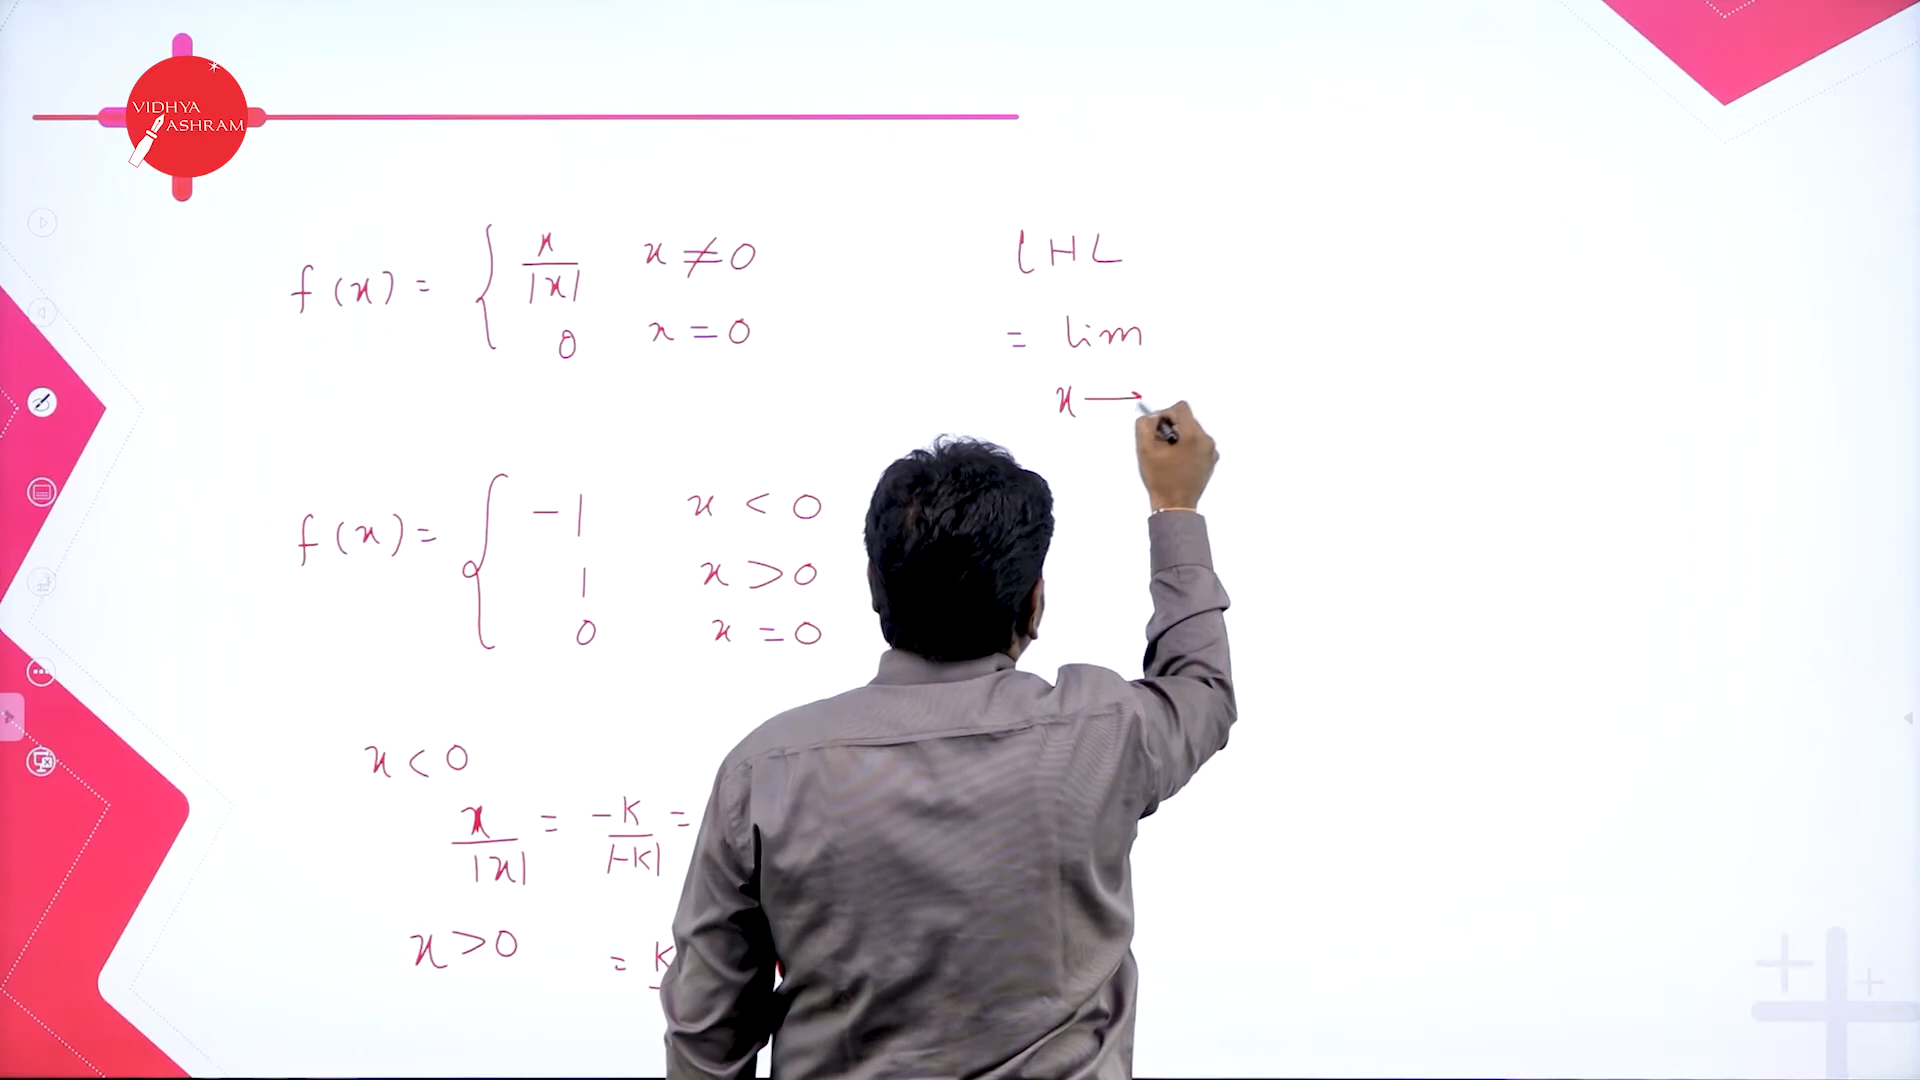 VIDHYA
ASHRAM
f(x) = { x/|x| x ≠ 0
0 x = 0
f(x) = { -1 x < 0
1 x > 0
0 x = 0
x < 0
x/|x| = -k/|-k| =
x > 0 = k
LHL
= lim
x →